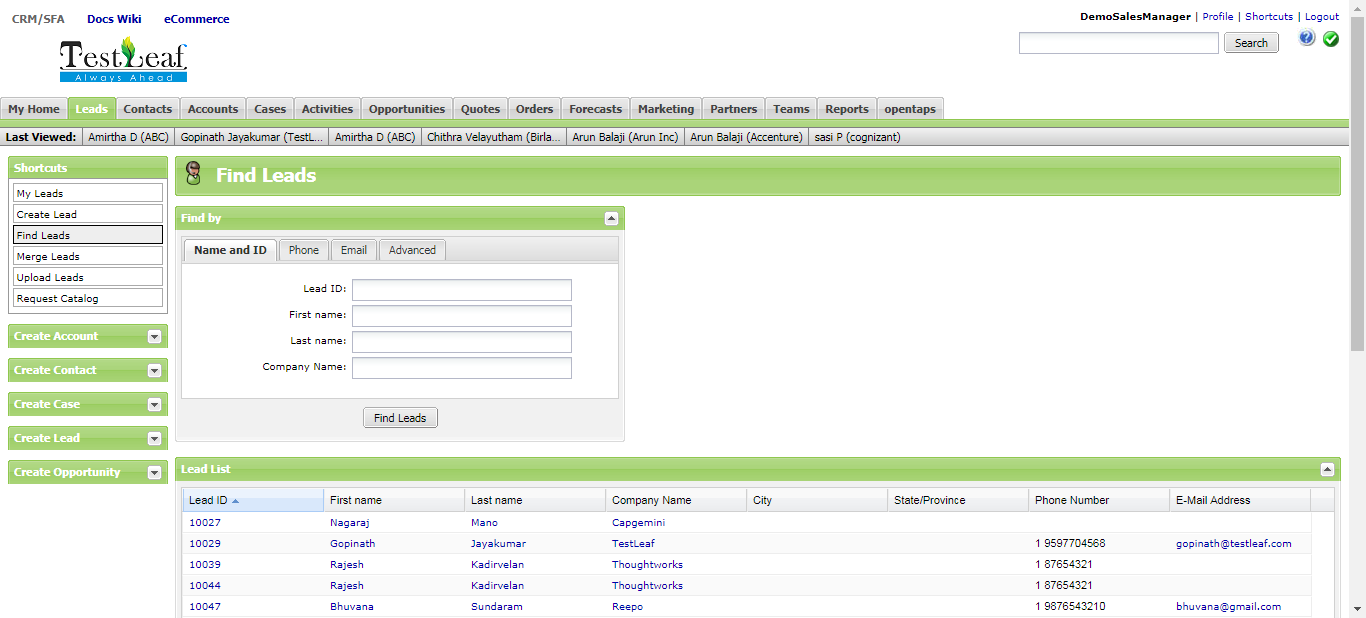 CRM/SFA Docs Wiki eCommerce
DemoSalesManager | Profile | Shortcuts | Logout
Search
TestLeaf
Always Ahead
My Home Leads Contacts Accounts Cases Activities Opportunities Quotes Orders Forecasts Marketing Partners Teams Reports opentaps
Last Viewed: Amirtha D (ABC) Gopinath Jayakumar (TestL... Amirtha D (ABC) Chithra Velayutham (Birla... Arun Balaji (Arun Inc) Arun Balaji (Accenture) sasi P (cognizant)
Shortcuts
My Leads
Create Lead
Find Leads
Merge Leads
Upload Leads
Request Catalog
Create Account
Create Contact
Create Case
Create Lead
Create Opportunity
Find Leads
Find by
Name and ID Phone Email Advanced
Lead ID:
First name:
Last name:
Company Name:
Find Leads
Lead List
Lead ID First name Last name Company Name City State/Province Phone Number E-Mail Address
10027 Nagaraj Mano Capgemini
10029 Gopinath Jayakumar TestLeaf 1 9597704568 gopinath@testleaf.com
10039 Rajesh Kadirvelan Thoughtworks 1 87654321
10044 Rajesh Kadirvelan Thoughtworks 1 87654321
10047 Bhuvana Sundaram Reepo 1 9876543210 bhuvana@gmail.com